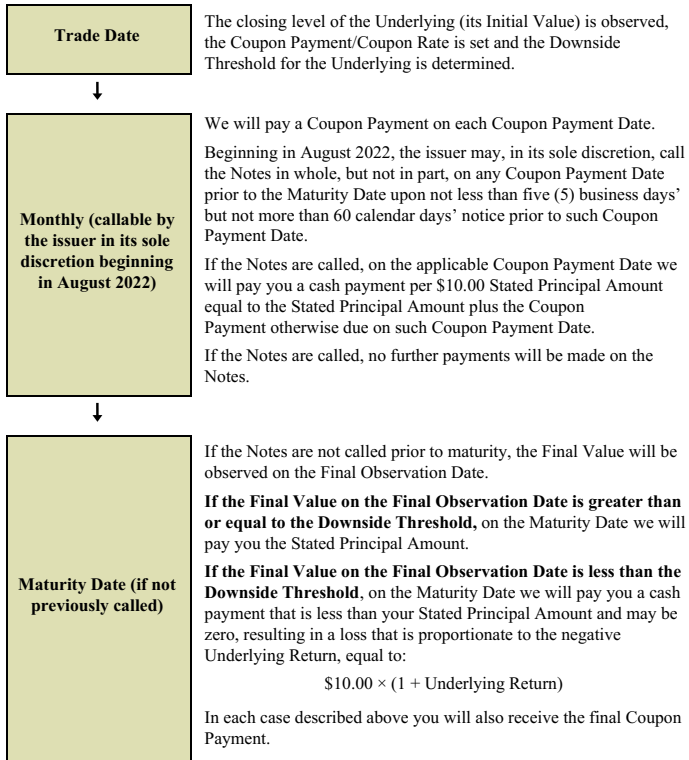 Trade Date
The closing level of the Underlying (its Initial Value) is observed,
the Coupon Payment/Coupon Rate is set and the Downside
Threshold for the Underlying is determined.
Monthly (callable by
the issuer in its sole
discretion beginning
in August 2022)
We will pay a Coupon Payment on each Coupon Payment Date.
Beginning in August 2022, the issuer may, in its sole discretion, call
the Notes in whole, but not in part, on any Coupon Payment Date
prior to the Maturity Date upon not less than five (5) business days’
but not more than 60 calendar days’ notice prior to such Coupon
Payment Date.
If the Notes are called, on the applicable Coupon Payment Date we
will pay you a cash payment per $10.00 Stated Principal Amount
equal to the Stated Principal Amount plus the Coupon
Payment otherwise due on such Coupon Payment Date.
If the Notes are called, no further payments will be made on the
Notes.
Maturity Date (if not
previously called)
If the Notes are not called prior to maturity, the Final Value will be
observed on the Final Observation Date.
If the Final Value on the Final Observation Date is greater than
or equal to the Downside Threshold, on the Maturity Date we will
pay you the Stated Principal Amount.
If the Final Value on the Final Observation Date is less than the
Downside Threshold, on the Maturity Date we will pay you a cash
payment that is less than your Stated Principal Amount and may be
zero, resulting in a loss that is proportionate to the negative
Underlying Return, equal to:
$10.00 × (1 + Underlying Return)
In each case described above you will also receive the final Coupon
Payment.